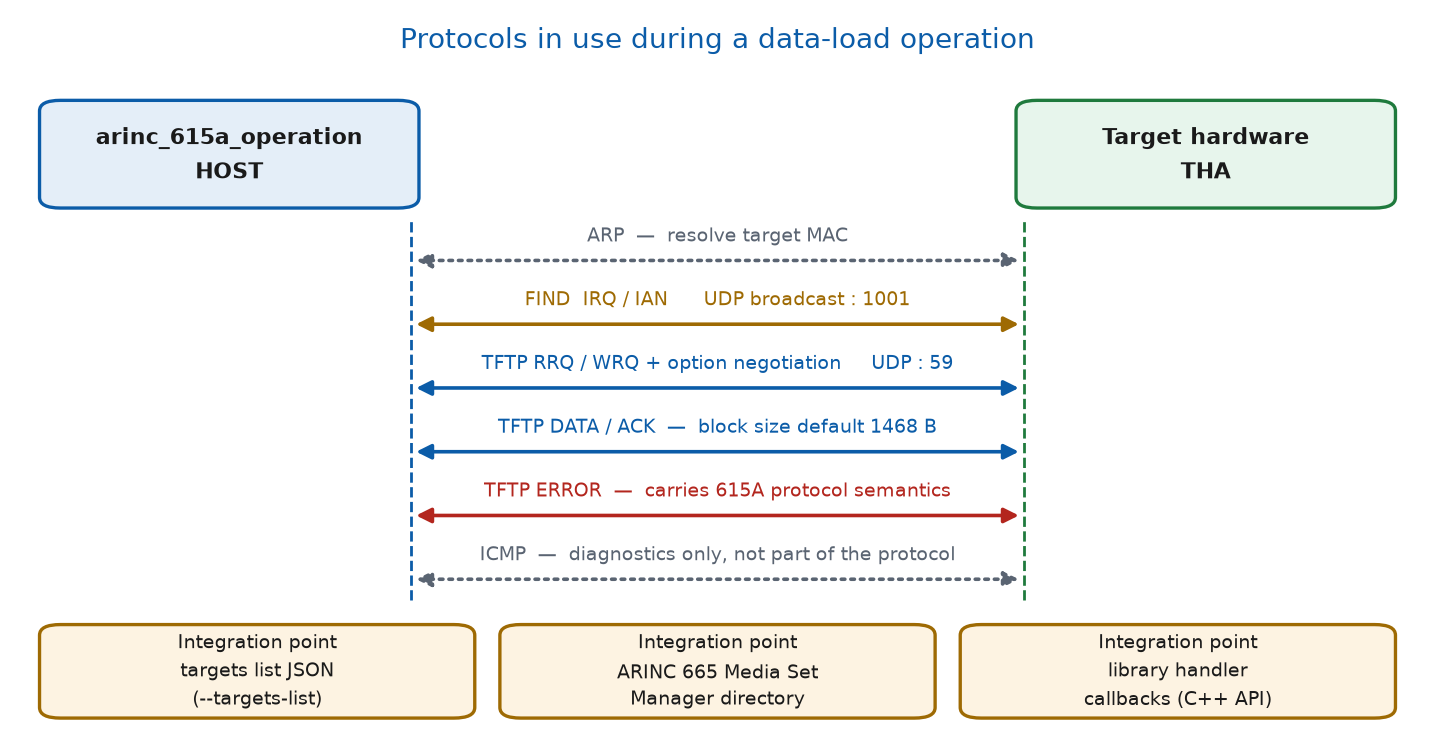 Protocols in use during a data-load operation
arinc_615a_operation
HOST
Target hardware
THA
ARP — resolve target MAC
FIND IRQ / IAN UDP broadcast : 1001
TFTP RRQ / WRQ + option negotiation UDP : 59
TFTP DATA / ACK — block size default 1468 B
TFTP ERROR — carries 615A protocol semantics
ICMP — diagnostics only, not part of the protocol
Integration point
targets list JSON
(--targets-list)
Integration point
ARINC 665 Media Set
Manager directory
Integration point
library handler
callbacks (C++ API)